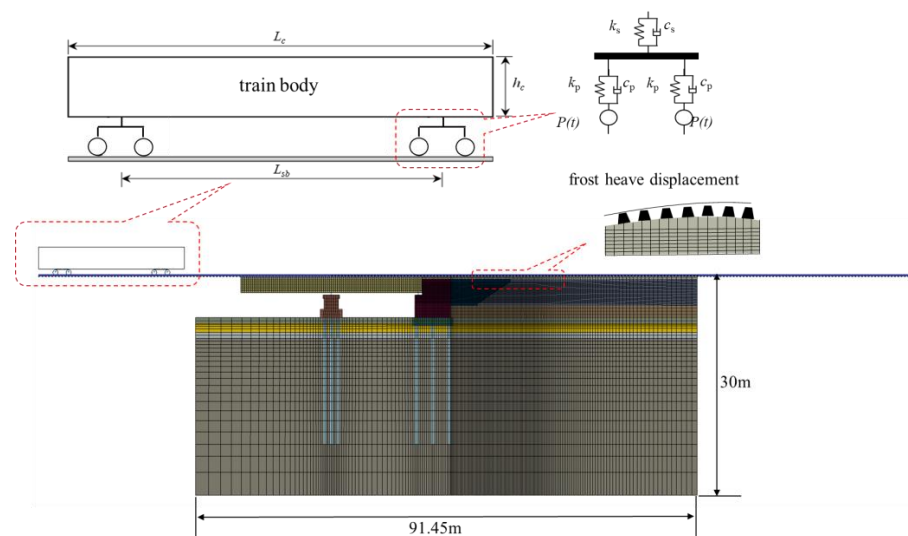 L_c
train body
h_c
L_sb
k_s
c_s
k_p
c_p
k_p
c_p
P(t)
P(t)
frost heave displacement
30m
91.45m